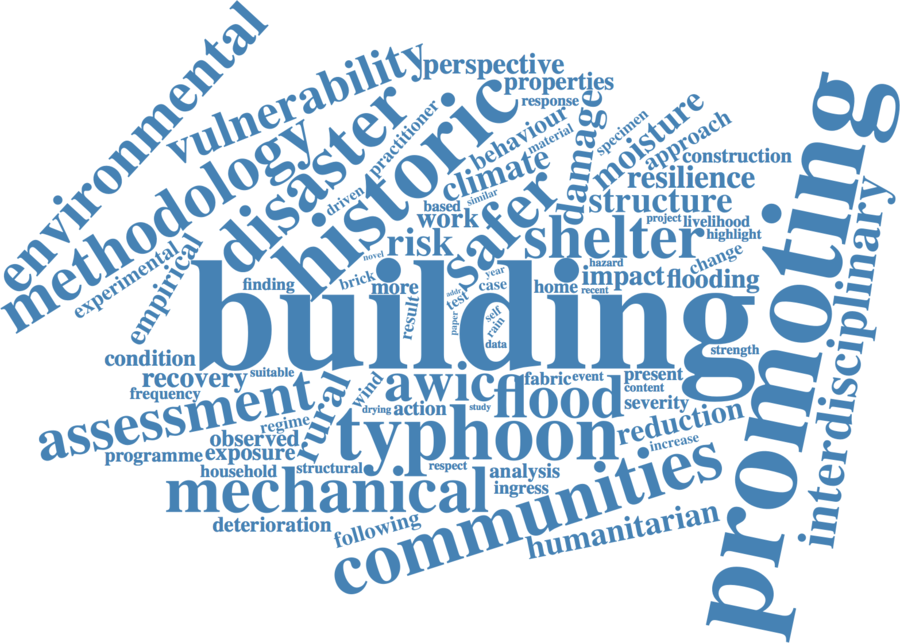 environmental
vulnerability
perspective
properties
methodology
disaster
practitioner
historic
response
behaviour
material
damage
specimen
moisture
approach
construction
climate
resilience
driven
similar
based
work
safer
structure
project
livelihood
highlight
promoting
interdisciplinary
experimental
empirical
novel
risk
shelter
change
finding
brick
more
result
year
case
addr
test
paper
self
rain
data
home
hazard
recent
impact
flooding
building
strength
condition
recovery
suitable
frequency
assessment
regime
rural
wind
awic
drying
action
study
flood
fabric
event
present
content
severity
observed
typhoon
reduction
increase
programme
exposure
household
structural
respect
analysis
ingress
mechanical
communities
deterioration
following
humanitarian